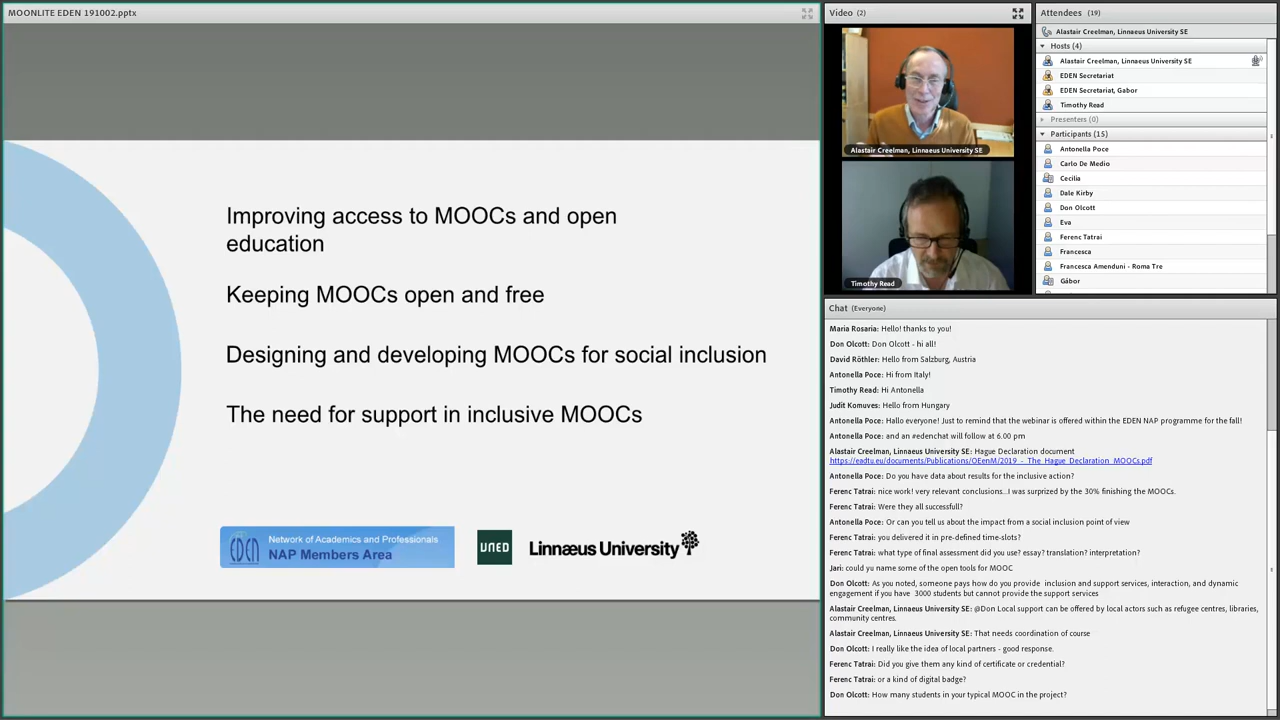 MOONLITE EDEN 191002.pptx
Improving access to MOOCs and open
education
Keeping MOOCs open and free
Designing and developing MOOCs for social inclusion
The need for support in inclusive MOOCs
EDEN
Network of Academics and Professionals
NAP Members Area
UNED
Linnæus University
Video (2)
Alastair Creelman, Linnaeus University SE
Timothy Read
Attendees (19)
Alastair Creelman, Linnaeus University SE
Hosts (4)
Alastair Creelman, Linnaeus University SE
EDEN Secretariat
EDEN Secretariat, Gabor
Timothy Read
Presenters (0)
Participants (15)
Antonella Poce
Carlo De Medio
Cecilia
Dale Kirby
Don Olcott
Eva
Ferenc Tatrai
Francesca
Francesca Amenduni - Roma Tre
Gábor
Chat (Everyone)
Maria Rosaria: Hello! thanks to you!
Don Olcott: Don Olcott - hi all!
David Röthler: Hello from Salzburg, Austria
Antonella Poce: Hi from Italy!
Timothy Read: Hi Antonella
Judit Komuves: Hello from Hungary
Antonella Poce: Hallo everyone! Just to remind that the webinar is offered within the EDEN NAP programme for the fall!
Antonella Poce: and an #edenchat will follow at 6.00 pm
Alastair Creelman, Linnaeus University SE: Hague Declaration document
https://eadtu.eu/documents/Publications/OEenM/2019_-_The_Hague_Declaration_MOOCs.pdf
Antonella Poce: Do you have data about results for the inclusive action?
Ferenc Tatrai: nice work! very relevant conclusions...I was surprized by the 30% finishing the MOOCs.
Ferenc Tatrai: Were they all successfull?
Antonella Poce: Or can you tell us about the impact from a social inclusion point of view
Ferenc Tatrai: you delivered it in pre-defined time-slots?
Ferenc Tatrai: what type of final assessment did you use? essay? translation? interpretation?
Jari: could yu name some of the open tools for MOOC
Don Olcott: As you noted, someone pays how do you provide inclusion and support services, interaction, and dynamic
engagement if you have 3000 students but cannot provide the support services
Alastair Creelman, Linnaeus University SE: @Don Local support can be offered by local actors such as refugee centres, libraries,
community centres.
Alastair Creelman, Linnaeus University SE: That needs coordination of course
Don Olcott: I really like the idea of local partners - good response.
Ferenc Tatrai: Did you give them any kind of certificate or credential?
Ferenc Tatrai: or a kind of digital badge?
Don Olcott: How many students in your typical MOOC in the project?